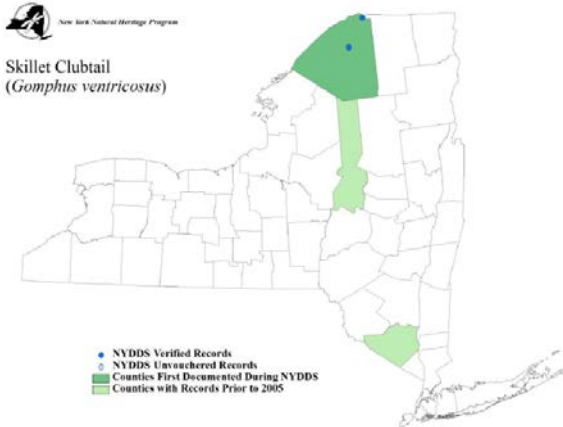 New York Natural Heritage Program
Skillet Clubtail
(Gomphus ventricosus)
NYDDS Verified Records
NYDDS Unvouchered Records
Counties First Documented During NYDDS
Counties with Records Prior to 2005